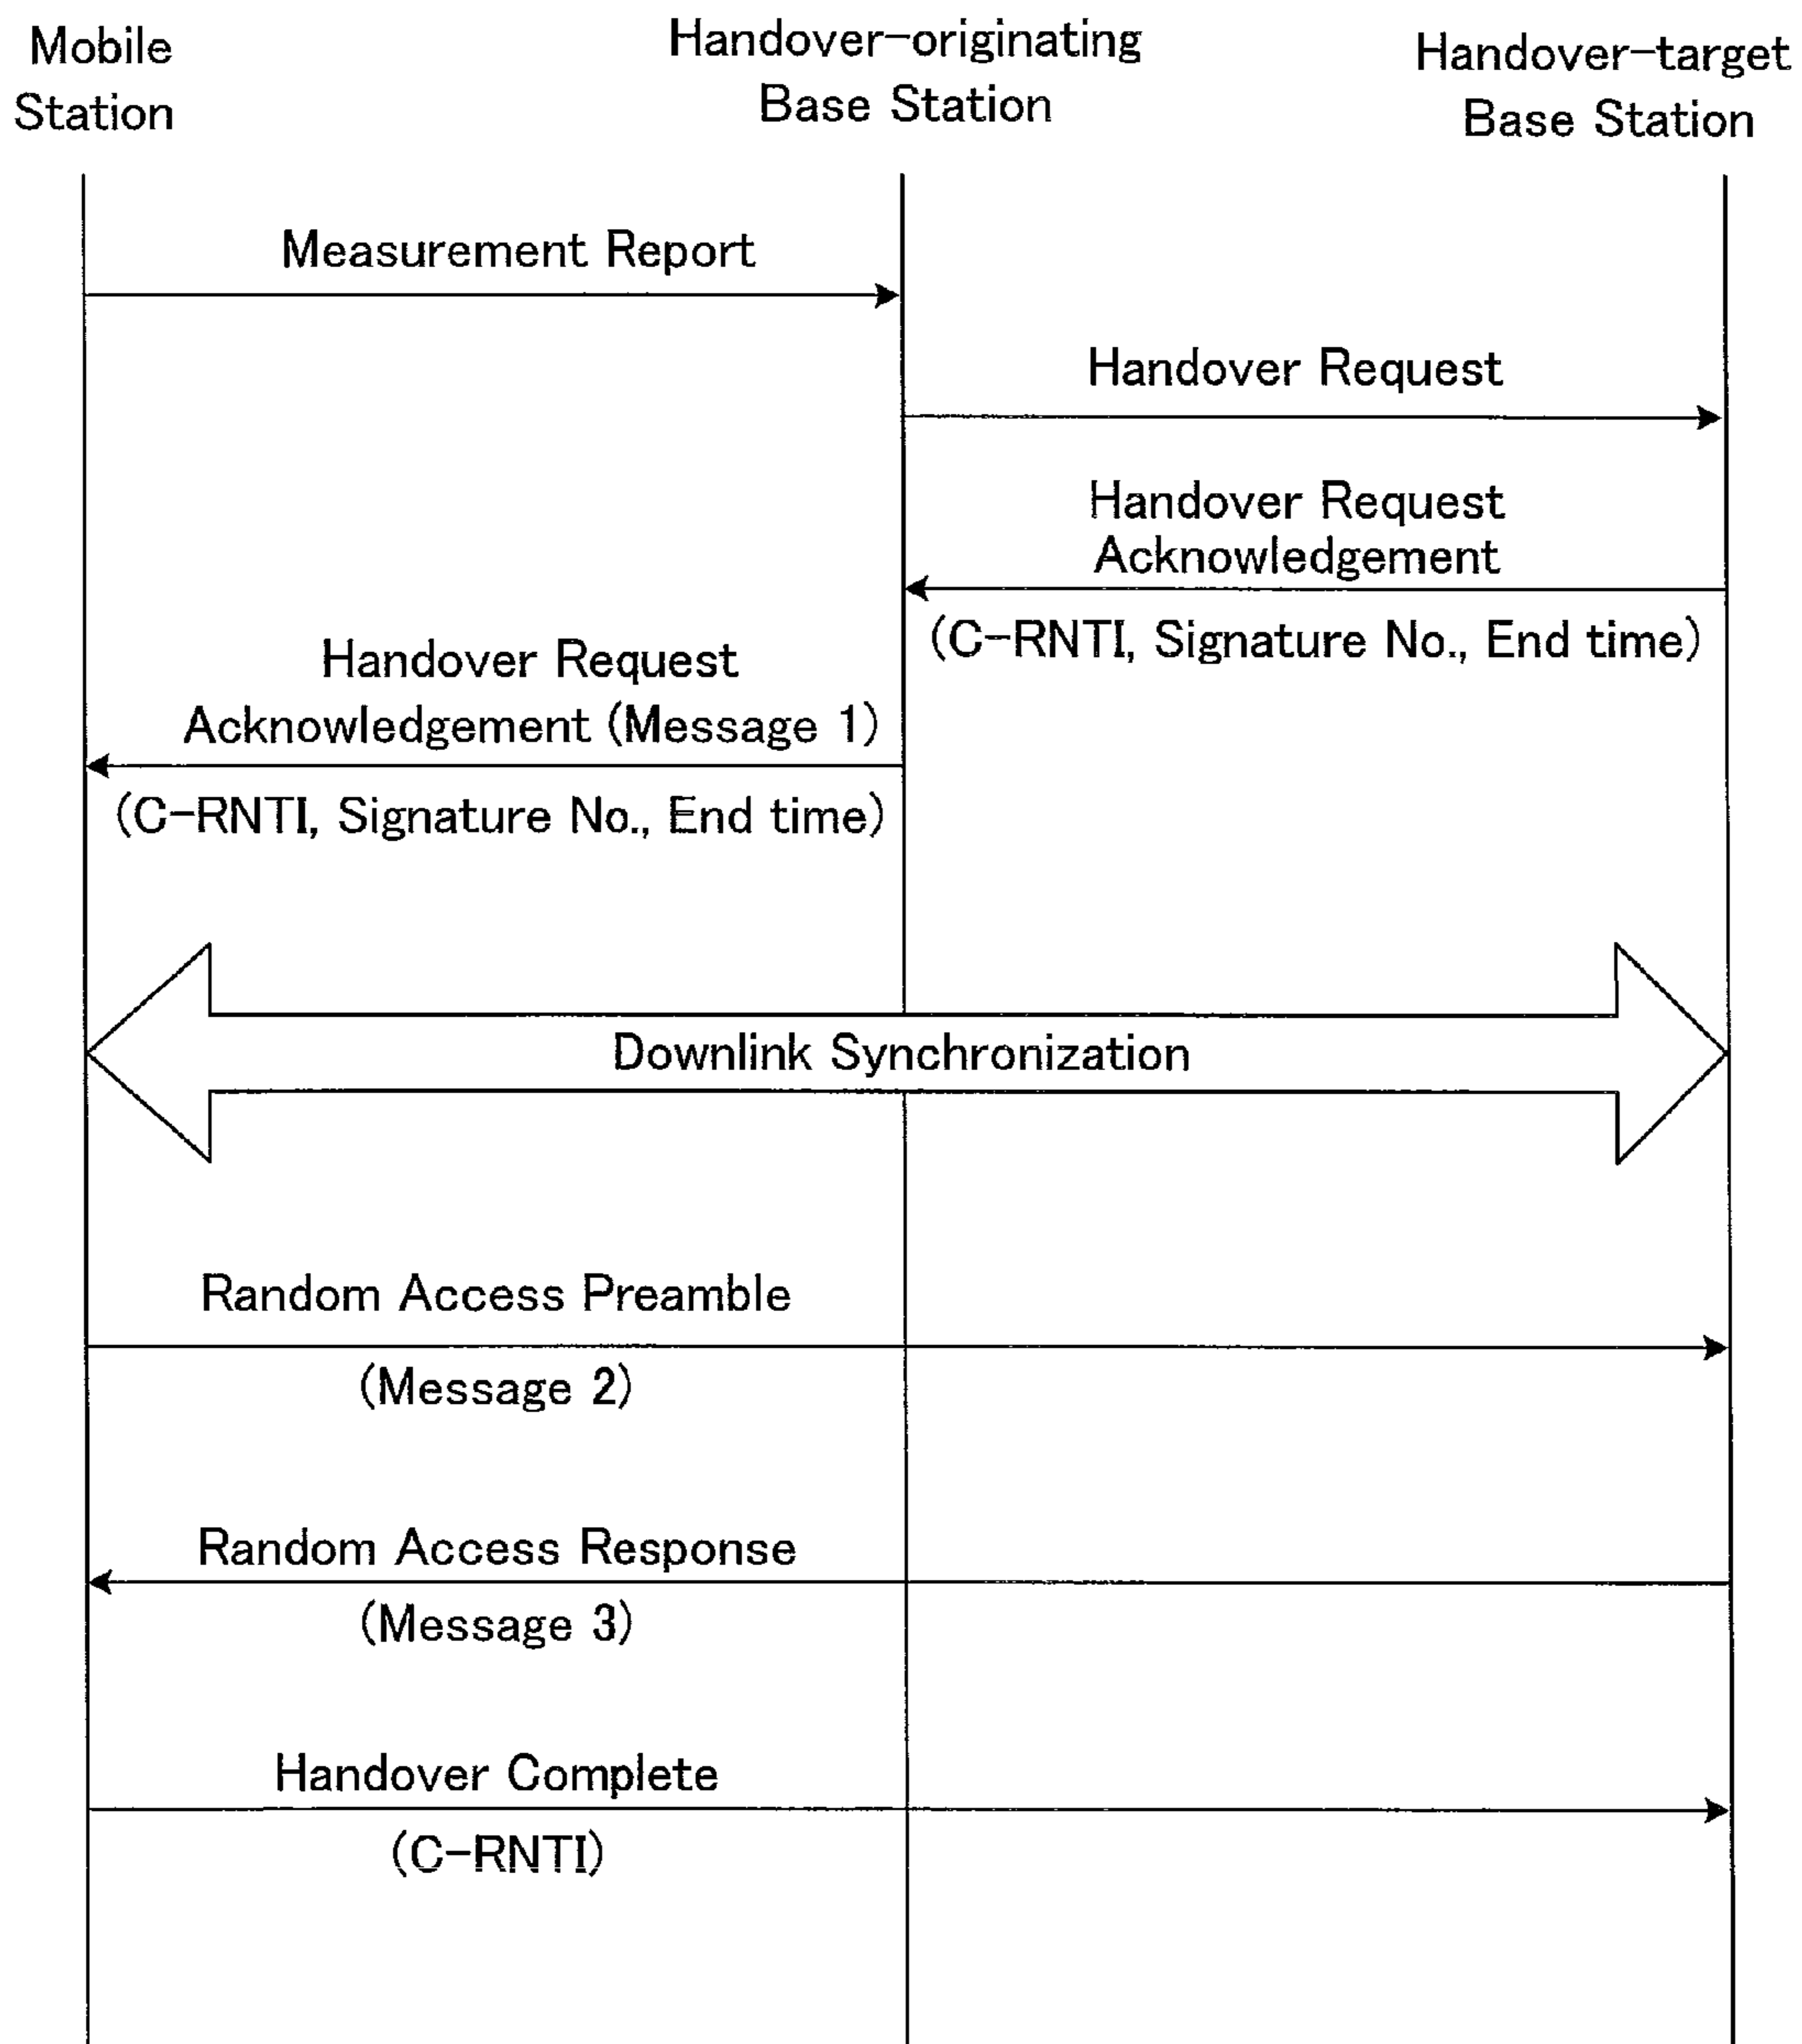 Mobile
Station
Handover-originating
Base Station
Handover-target
Base Station
Measurement Report
Handover Request
Handover Request
Acknowledgement
(C-RNTI, Signature No., End time)
Handover Request
Acknowledgement (Message 1)
(C-RNTI, Signature No., End time)
Downlink Synchronization
Random Access Preamble
(Message 2)
Random Access Response
(Message 3)
Handover Complete
(C-RNTI)